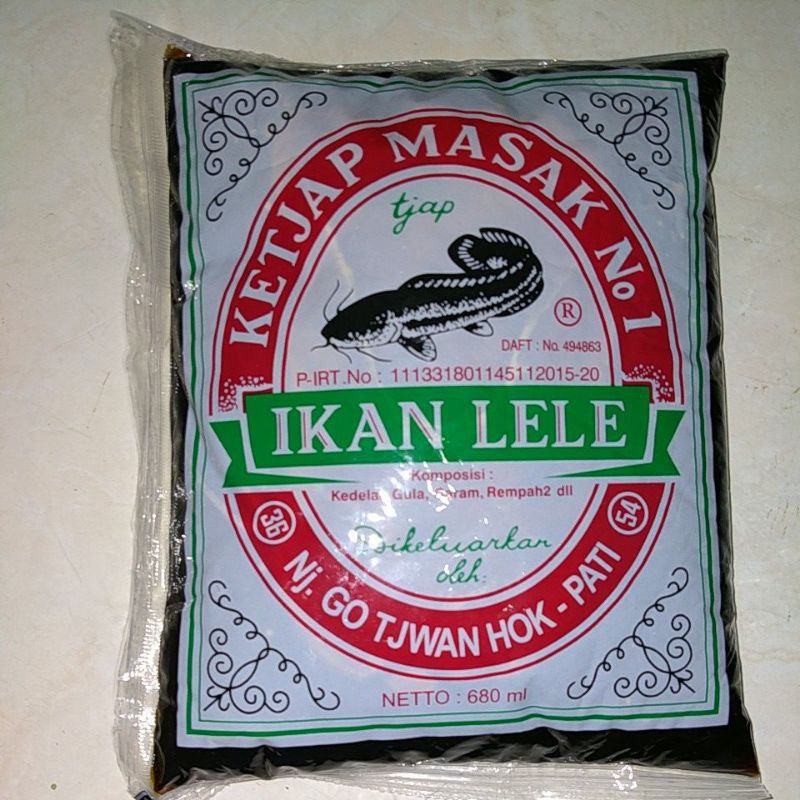 KETJAP MASAK No 1
tjap
®
DAFT : No. 494863
P-IRT.No : 111331801145112015-20
IKAN LELE
Komposisi :
Kedelai, Gula, Garam, Rempah2 dll
36
54
Dikeluarkan
oleh:
Nj. GO TJWAN HOK - PATI
NETTO : 680 ml